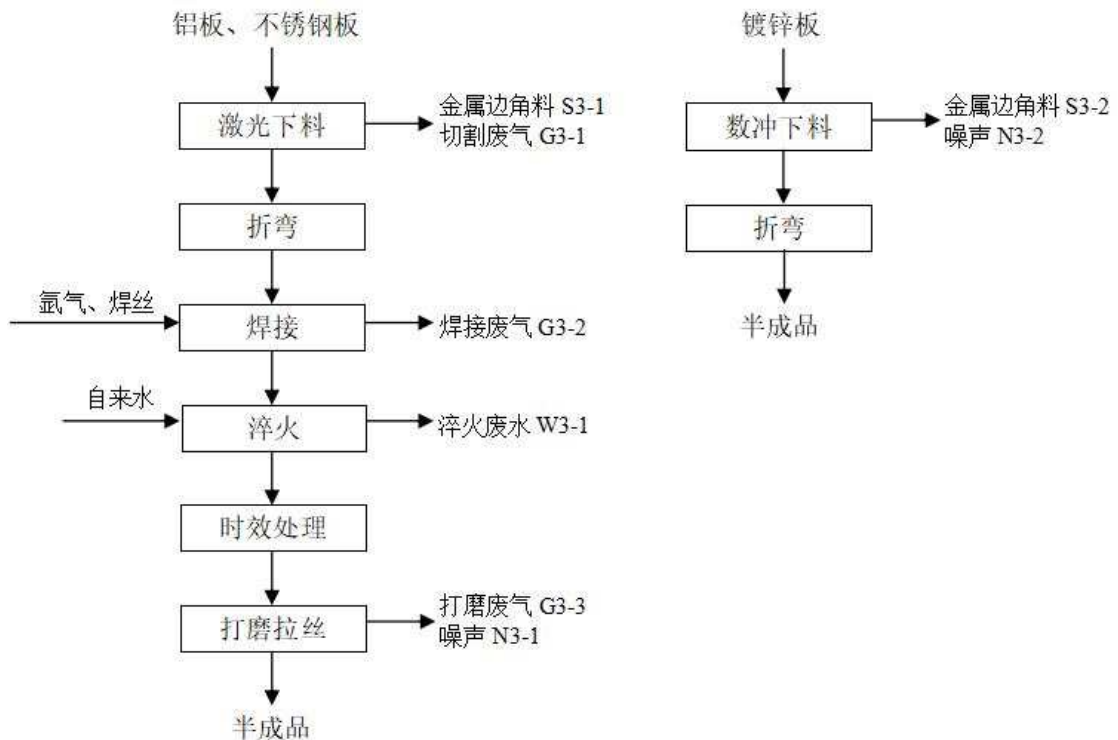 铝板、不锈钢板
激光下料
金属边角料 S3-1
切割废气 G3-1
折弯
氩气、焊丝
焊接
焊接废气 G3-2
自来水
淬火
淬火废水 W3-1
时效处理
打磨拉丝
打磨废气 G3-3
噪声 N3-1
半成品
镀锌板
数冲下料
金属边角料 S3-2
噪声 N3-2
折弯
半成品